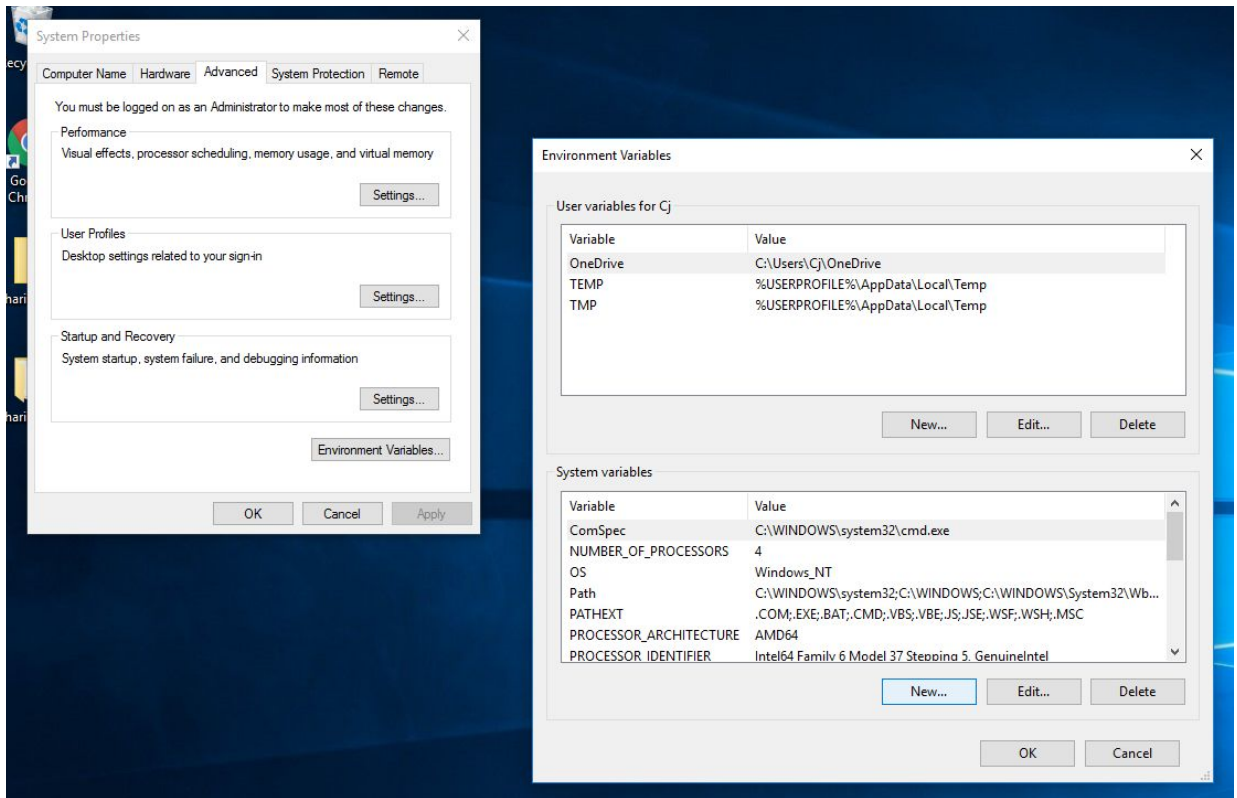 System Properties
Computer Name Hardware Advanced System Protection Remote
You must be logged on as an Administrator to make most of these changes.
Performance
Visual effects, processor scheduling, memory usage, and virtual memory
Settings...
User Profiles
Desktop settings related to your sign-in
Settings...
Startup and Recovery
System startup, system failure, and debugging information
Settings...
Environment Variables...
OK Cancel Apply
ecy
Go
Chr
hari
hari
Environment Variables
User variables for Cj
Variable Value
OneDrive C:\Users\Cj\OneDrive
TEMP %USERPROFILE%\AppData\Local\Temp
TMP %USERPROFILE%\AppData\Local\Temp
New... Edit... Delete
System variables
Variable Value
ComSpec C:\WINDOWS\system32\cmd.exe
NUMBER_OF_PROCESSORS 4
OS Windows_NT
Path C:\WINDOWS\system32;C:\WINDOWS;C:\WINDOWS\System32\Wb...
PATHEXT .COM;.EXE;.BAT;.CMD;.VBS;.VBE;.JS;.JSE;.WSF;.WSH;.MSC
PROCESSOR_ARCHITECTURE AMD64
PROCESSOR_IDENTIFIER Intel64 Family 6 Model 37 Stepping 5, GenuineIntel
New... Edit... Delete
OK Cancel